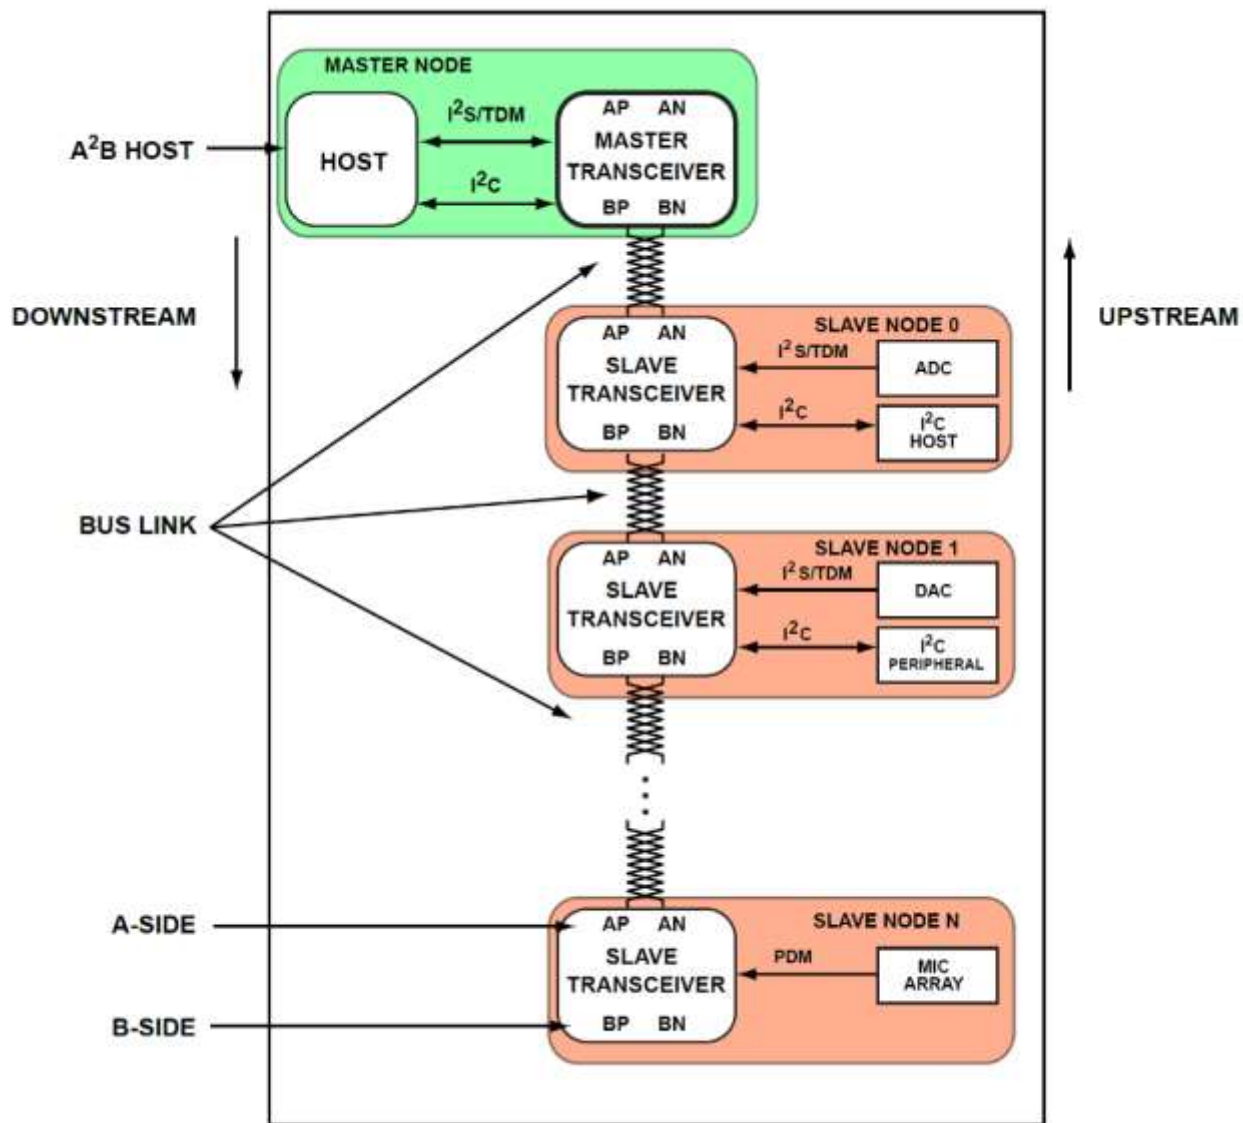 MASTER NODE
A²B HOST
HOST
I²S/TDM
I²C
AP AN
MASTER
TRANSCEIVER
BP BN
DOWNSTREAM
UPSTREAM
SLAVE NODE 0
AP AN
SLAVE
TRANSCEIVER
BP BN
I² S/TDM
I²C
ADC
I²C
HOST
BUS LINK
SLAVE NODE 1
AP AN
SLAVE
TRANSCEIVER
BP BN
I² S/TDM
I²C
DAC
I²C
PERIPHERAL
A-SIDE
B-SIDE
SLAVE NODE N
AP AN
SLAVE
TRANSCEIVER
BP BN
PDM
MIC
ARRAY